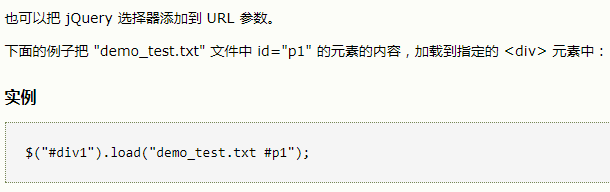 也可以把 jQuery 选择器添加到 URL 参数。
下面的例子把 "demo_test.txt" 文件中 id="p1" 的元素的内容，加载到指定的 <div> 元素中：
实例
$("#div1").load("demo_test.txt #p1");